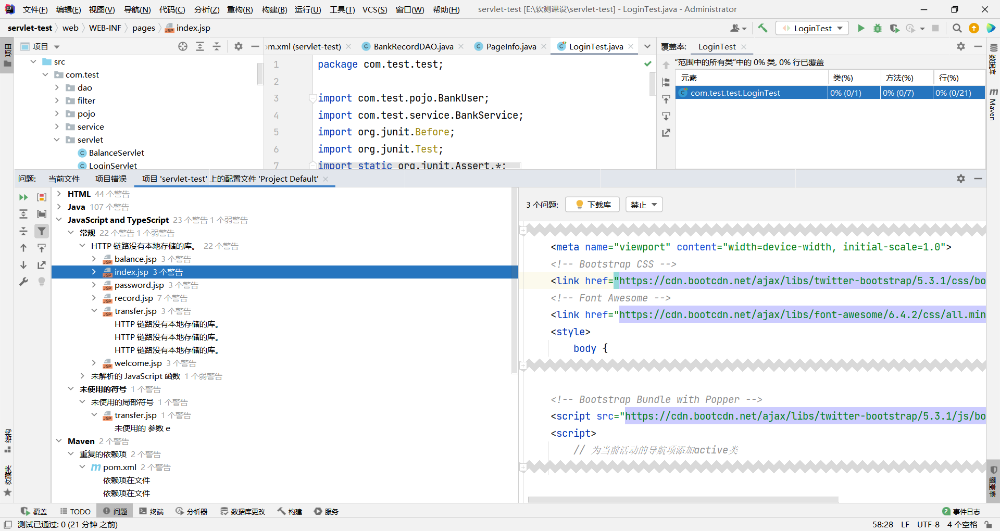 文件(F) 编辑(E) 视图(V) 导航(N) 代码(C) 分析(Z) 重构(R) 构建(B) 运行(U) 工具(T) VCS(S) 窗口(W) 帮助(H) servlet-test [E:\软测课设\servlet-test] - LoginTest.java - Administrator
servlet-test web WEB-INF pages index.jsp LoginTest
项目
src
com.test
dao
filter
pojo
service
servlet
BalanceServlet
LoginServlet
om.xml (servlet-test) BankRecordDAO.java PageInfo.java LoginTest.java
1 package com.test.test;
2
3 import com.test.pojo.BankUser;
4 import com.test.service.BankService;
5 import org.junit.Before;
6 import org.junit.Test;
7 import static org.junit.Assert.*;
覆盖率: LoginTest
“范围中的所有类”中的 0% 类, 0% 行已覆盖
元素 类(%) 方法(%) 行(%)
com.test.test.LoginTest 0% (0/1) 0% (0/7) 0% (0/21)
项目
结构
收藏夹
数据库
Maven
覆盖率
问题: 当前文件 项目错误 项目 'servlet-test' 上的配置文件 'Project Default'
HTML 44 个警告
Java 107 个警告
JavaScript and TypeScript 23 个警告 1 个弱警告
常规 22 个警告 1 个弱警告
HTTP 链路没有本地存储的库。 22 个警告
balance.jsp 3 个警告
index.jsp 3 个警告
password.jsp 3 个警告
record.jsp 7 个警告
transfer.jsp 3 个警告
HTTP 链路没有本地存储的库。
HTTP 链路没有本地存储的库。
HTTP 链路没有本地存储的库。
welcome.jsp 3 个警告
未解析的 JavaScript 函数 1 个弱警告
未使用的符号 1 个警告
未使用的局部符号 1 个警告
transfer.jsp 1 个警告
未使用的 参数 e
Maven 2 个警告
重复的依赖项 2 个警告
pom.xml 2 个警告
依赖项在文件
依赖项在文件
3 个问题: 下载库 禁止
<meta name="viewport" content="width=device-width, initial-scale=1.0">
<!-- Bootstrap CSS -->
<link href="https://cdn.bootcdn.net/ajax/libs/twitter-bootstrap/5.3.1/css/bo
<!-- Font Awesome -->
<link href="https://cdn.bootcdn.net/ajax/libs/font-awesome/6.4.2/css/all.min
<style>
body {
<!-- Bootstrap Bundle with Popper -->
<script src="https://cdn.bootcdn.net/ajax/libs/twitter-bootstrap/5.3.1/js/bo
<script>
// 为当前活动的导航项添加active类
覆盖 TODO 问题 终端 分析器 数据库更改 构建 服务 2 事件日志
测试已通过: 0 (21 分钟 之前) 58:28 LF UTF-8 4 个空格